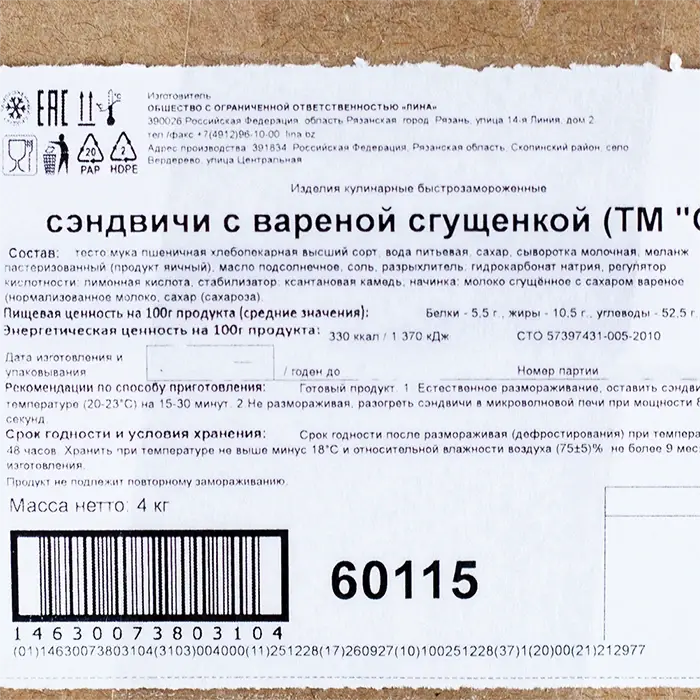 EAC
°C
20 PAP
2 HDPE
Изготовитель
ОБЩЕСТВО С ОГРАНИЧЕННОЙ ОТВЕТСТВЕННОСТЬЮ «ЛИНА»
390026 Российская Федерация, область Рязанская, город. Рязань, улица 14-я Линия, дом 2
тел./факс +7(4912)96-10-00 lina.bz
Адрес производства: 391834, Российская Федерация, Рязанская область, Скопинский район, село
Вердерево, улица Центральная
Изделия кулинарные быстрозамороженные
сэндвичи с вареной сгущенкой (ТМ "
Состав: тесто мука пшеничная хлебопекарная высший сорт, вода питьевая, сахар, сыворотка молочная, меланж
пастеризованный (продукт яичный), масло подсолнечное, соль, разрыхлитель: гидрокарбонат натрия, регулятор
кислотности: лимонная кислота, стабилизатор: ксантановая камедь, начинка: молоко сгущённое с сахаром вареное
(нормализованное молоко, сахар (сахароза).
Пищевая ценность на 100г продукта (средние значения): Белки - 5,5 г., жиры - 10,5 г., углеводы - 52,5 г.
Энергетическая ценность на 100г продукта: 330 ккал / 1 370 кДж СТО 57397431-005-2010
Дата изготовления и
упаковывания / годен до Номер партии
Рекомендации по способу приготовления: Готовый продукт. 1. Естественное размораживание, оставить сэндви
температуре (20-23°С) на 15-30 минут. 2.Не размораживая, разогреть сэндвичи в микроволновой печи при мощности 8
секунд.
Срок годности и условия хранения: Срок годности после размораживая (дефростирования) при темпера
48 часов. Хранить при температуре не выше минус 18°С и относительной влажности воздуха (75±5)% не более 9 мес
изготовления.
Продукт не подлежит повторному замораживанию.
Масса нетто: 4 кг
60115
14630073803104
(01)14630073803104(3103)004000(11)251228(17)260927(10)100251228(37)1(20)00(21)212977